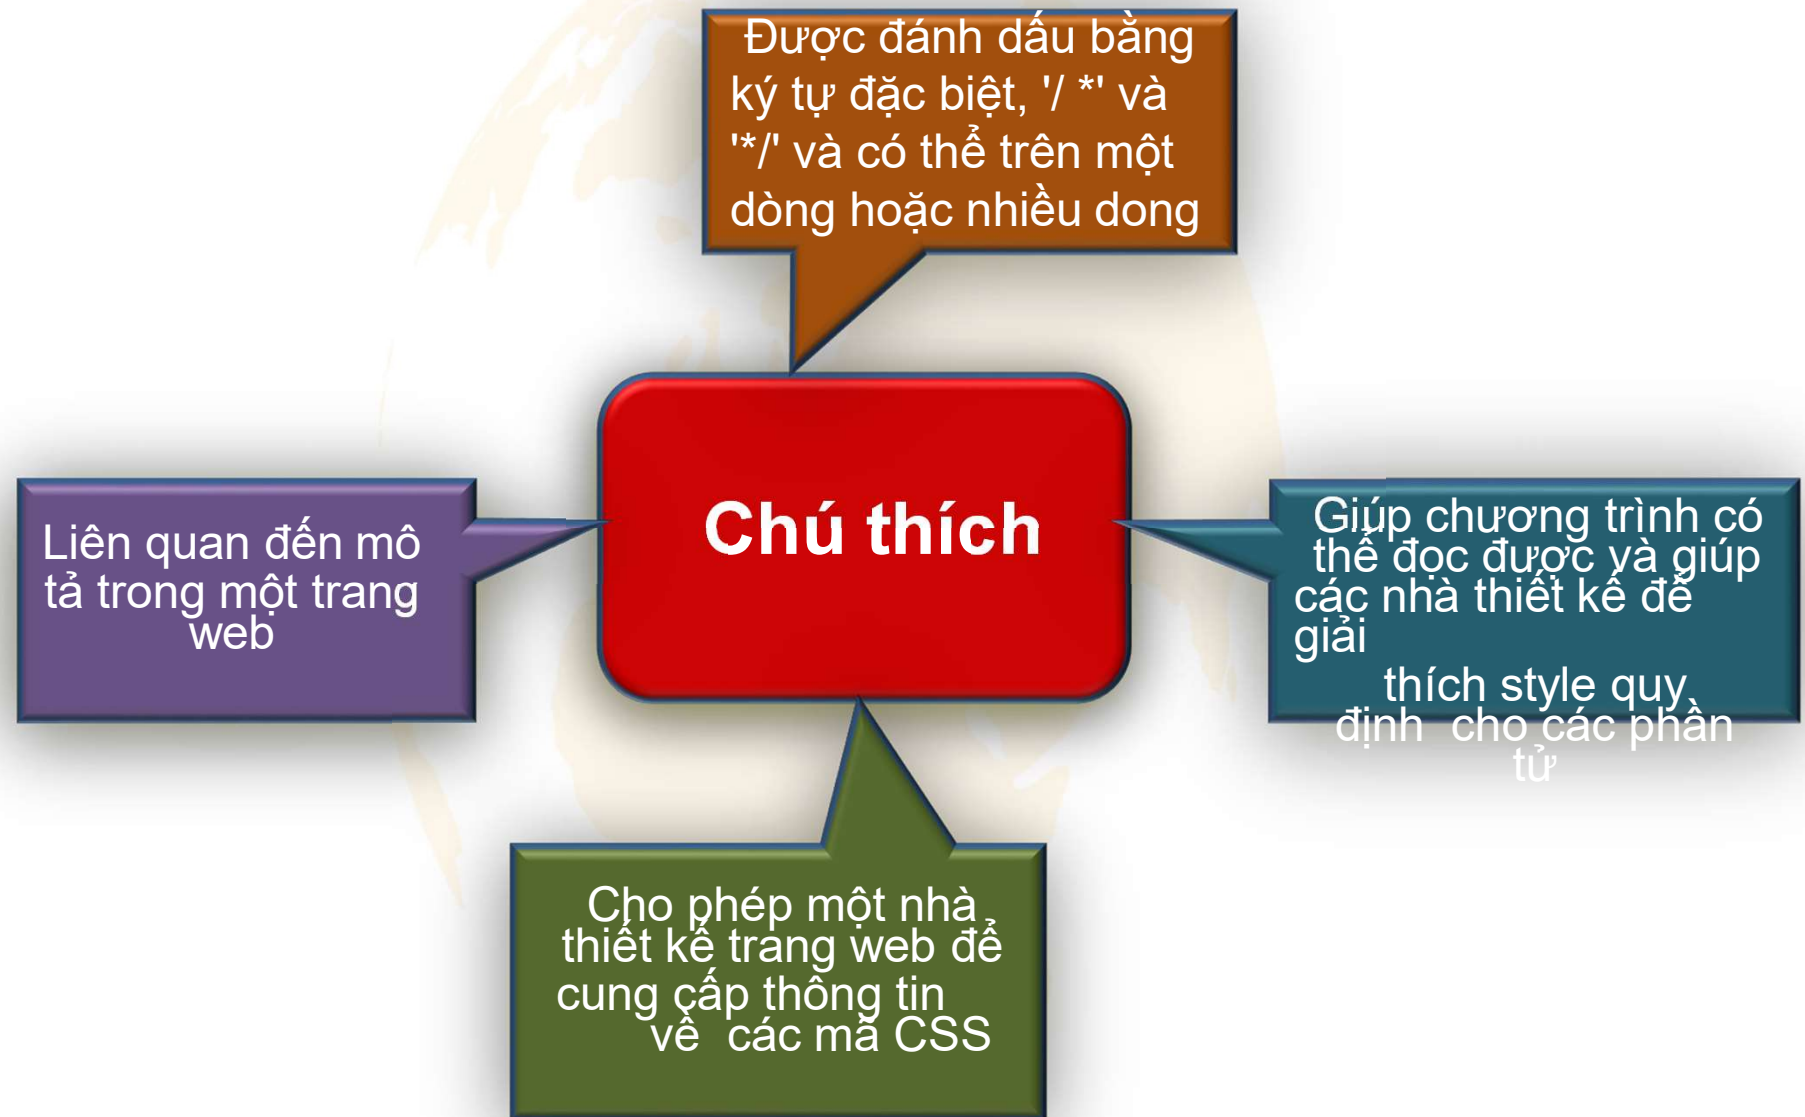 Được đánh dấu bằng
ký tự đặc biệt, '/ *' và
'*/' và có thể trên một
dòng hoặc nhiều dong
Chú thích
Liên quan đến mô
tả trong một trang
web
Giúp chương trình có
thể đọc được và giúp
các nhà thiết kế để
giải
thích style quy
định cho các phần
tử
Cho phép một nhà
thiết kế trang web để
cung cấp thông tin
về các mã CSS